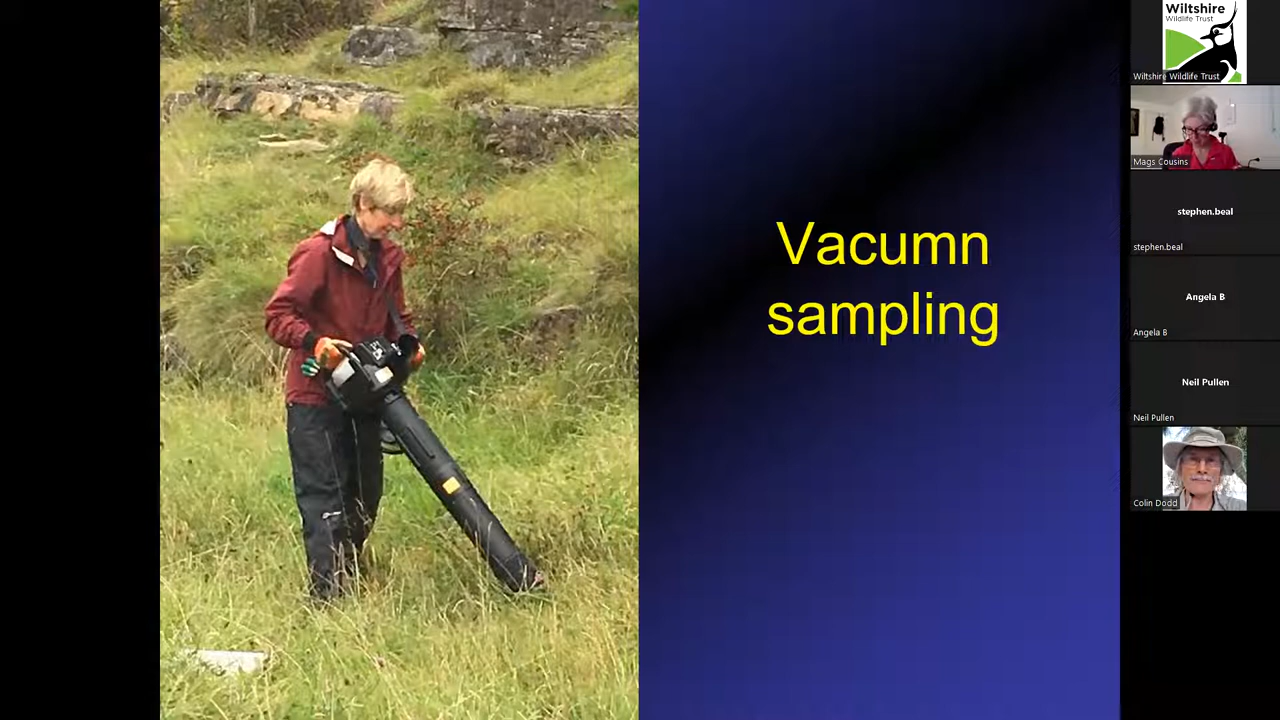 Vacumn
sampling
Wiltshire
Wildlife Trust
Wiltshire Wildlife Trust
Mags Cousins
stephen.beal
stephen.beal
Angela B
Angela B
Neil Pullen
Neil Pullen
Colin Dodd